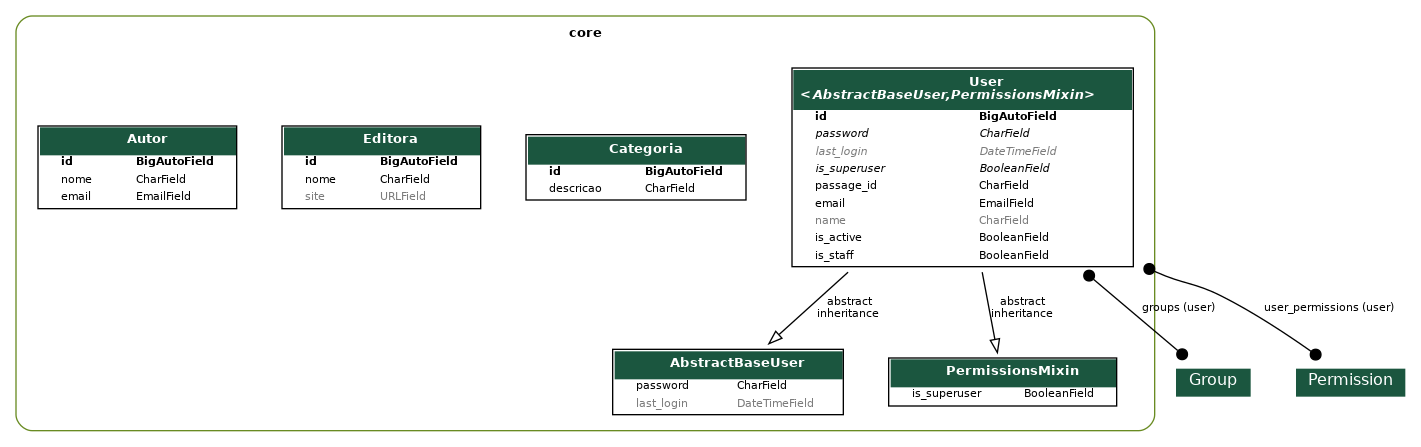 core
Autor
id BigAutoField
nome CharField
email EmailField
Editora
id BigAutoField
nome CharField
site URLField
Categoria
id BigAutoField
descricao CharField
User
<AbstractBaseUser,PermissionsMixin>
id BigAutoField
password CharField
last_login DateTimeField
is_superuser BooleanField
passage_id CharField
email EmailField
name CharField
is_active BooleanField
is_staff BooleanField
abstract
inheritance
abstract
inheritance
groups (user)
user_permissions (user)
AbstractBaseUser
password CharField
last_login DateTimeField
PermissionsMixin
is_superuser BooleanField
Group
Permission